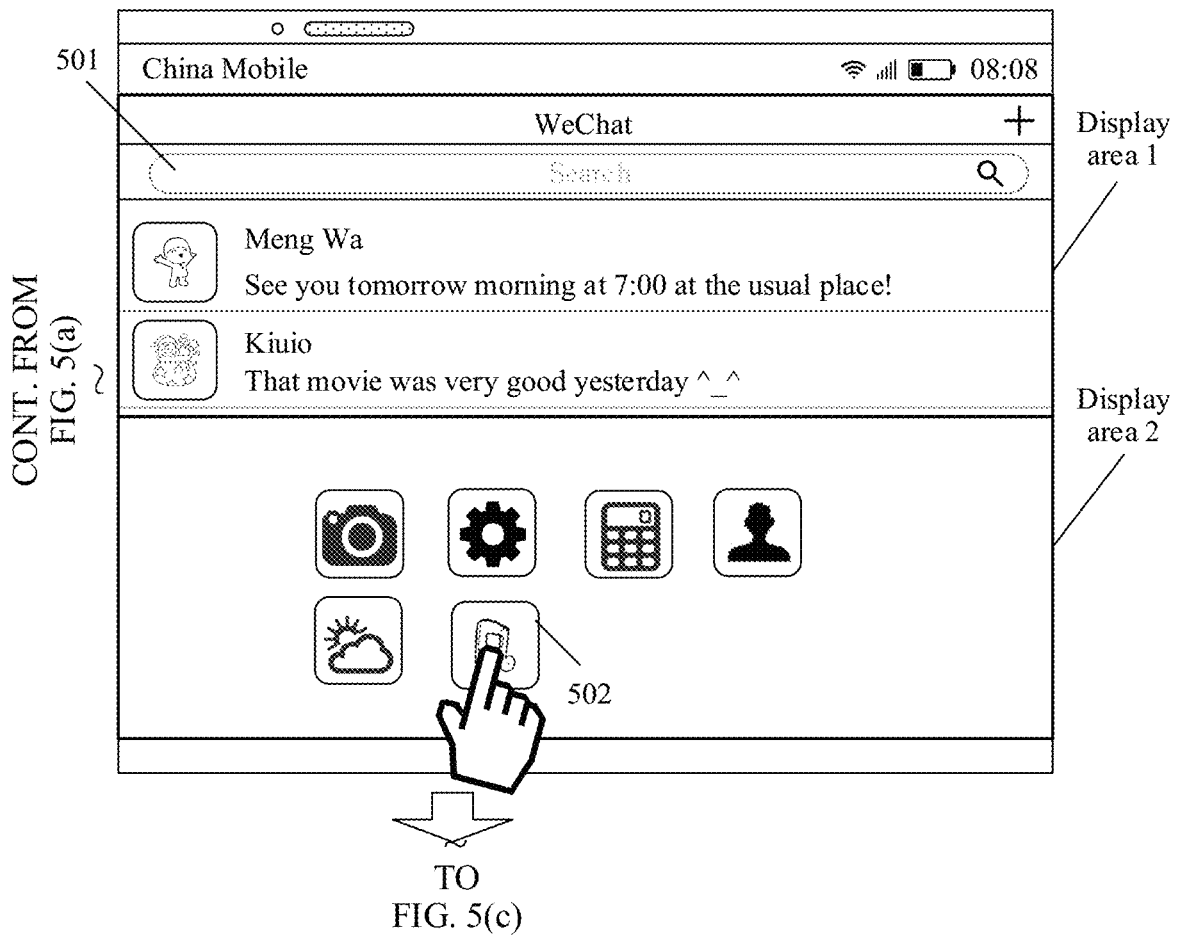 501
China Mobile
08:08
WeChat
Display
area 1
Search
Meng Wa
See you tomorrow morning at 7:00 at the usual place!
CONT. FROM
FIG. 5(a)
Kiuio
That movie was very good yesterday ^_^
Display
area 2
0
502
TO
FIG. 5(c)